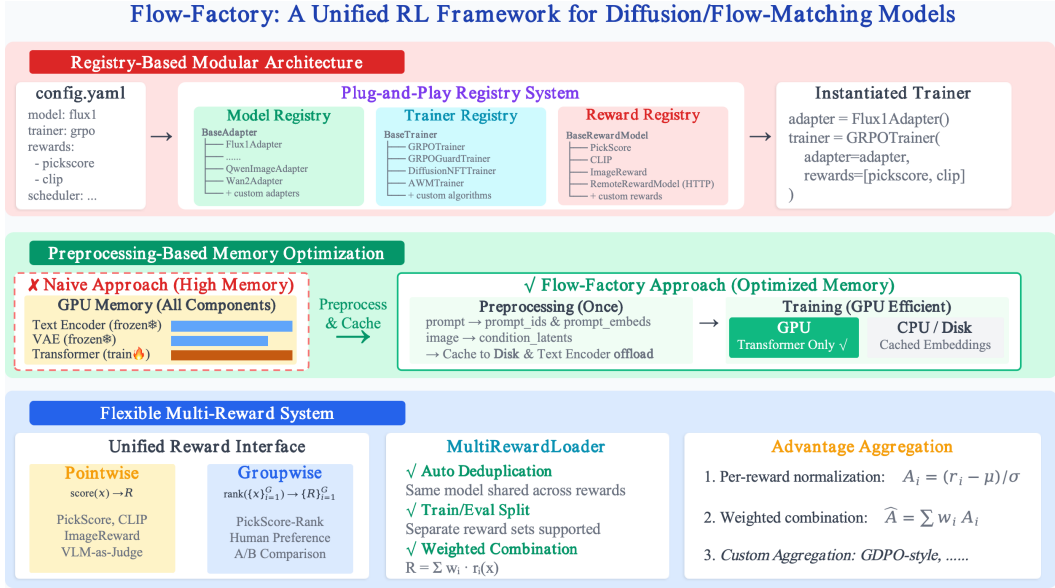 Flow-Factory: A Unified RL Framework for Diffusion/Flow-Matching Models
Registry-Based Modular Architecture
config.yaml
model: flux1
trainer: grpo
rewards:
- pickscore
- clip
scheduler: ...
→
Plug-and-Play Registry System
Model Registry
BaseAdapter
Flux1Adapter
......
QwenImageAdapter
Wan2Adapter
+ custom adapters
Trainer Registry
BaseTrainer
GRPOTrainer
GRPOGuardTrainer
DiffusionNFTTrainer
AWMTrainer
+ custom algorithms
Reward Registry
BaseRewardModel
PickScore
CLIP
ImageReward
RemoteRewardModel (HTTP)
+ custom rewards
→
Instantiated Trainer
adapter = Flux1Adapter()
trainer = GRPOTrainer(
adapter=adapter,
rewards=[pickscore, clip]
)
Preprocessing-Based Memory Optimization
✗ Naive Approach (High Memory)
GPU Memory (All Components)
Text Encoder (frozen❄)
VAE (frozen❄)
Transformer (train🔥)
Preprocess
& Cache
→
√ Flow-Factory Approach (Optimized Memory)
Preprocessing (Once)
prompt → prompt_ids & prompt_embeds
image → condition_latents
→ Cache to Disk & Text Encoder offload
→
Training (GPU Efficient)
GPU
Transformer Only √
CPU / Disk
Cached Embeddings
Flexible Multi-Reward System
Unified Reward Interface
Pointwise
score(x) → R
PickScore, CLIP
ImageReward
VLM-as-Judge
Groupwise
rank({x}_{i=1}^{G}) → {R}_{i=1}^{G}
PickScore-Rank
Human Preference
A/B Comparison
MultiRewardLoader
√ Auto Deduplication
Same model shared across rewards
√ Train/Eval Split
Separate reward sets supported
√ Weighted Combination
R = Σ wᵢ · rᵢ(x)
Advantage Aggregation
1. Per-reward normalization: Aᵢ = (rᵢ − μ)/σ
2. Weighted combination: Â = ∑ wᵢ Aᵢ
3. Custom Aggregation: GDPO-style, ......